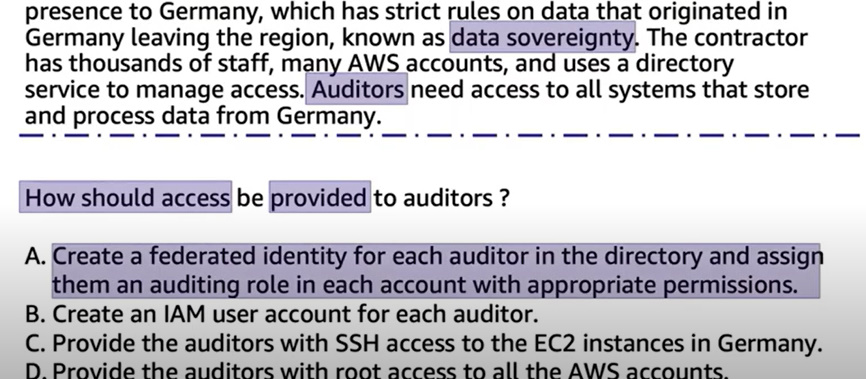 presence to Germany, which has strict rules on data that originated in
Germany leaving the region, known as data sovereignty. The contractor
has thousands of staff, many AWS accounts, and uses a directory
service to manage access. Auditors need access to all systems that store
and process data from Germany.
How should access be provided to auditors ?
A. Create a federated identity for each auditor in the directory and assign
them an auditing role in each account with appropriate permissions.
B. Create an IAM user account for each auditor.
C. Provide the auditors with SSH access to the EC2 instances in Germany.
D. Provide the auditors with root access to all the AWS accounts.